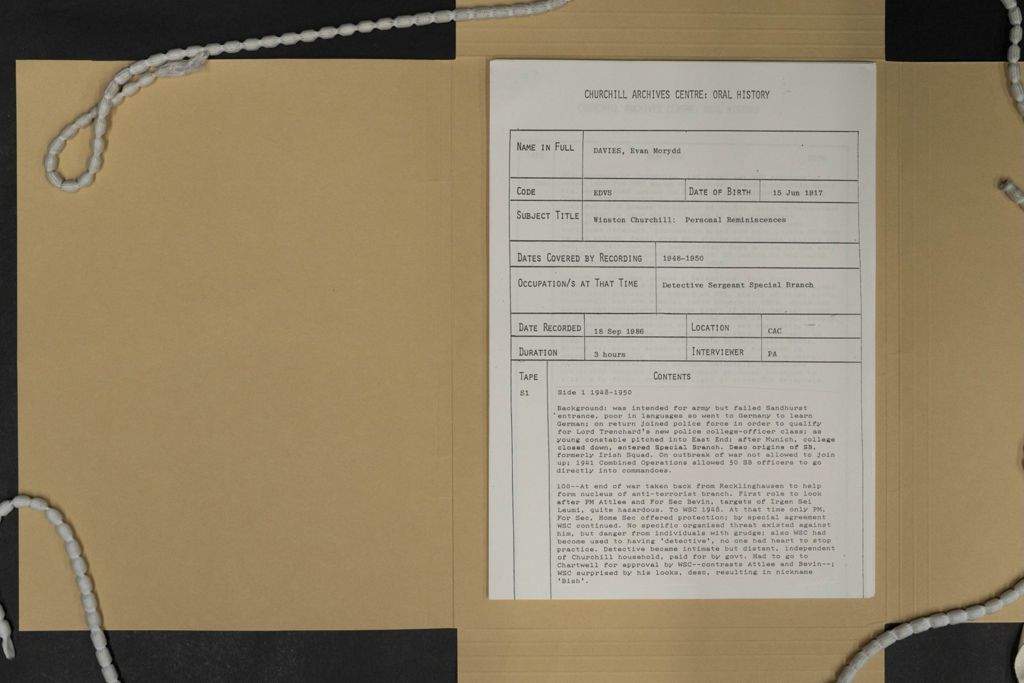 CHURCHILL ARCHIVES CENTRE: ORAL HISTORY
NAME IN FULL DAVIES, Evan Morydd
CODE EDVS DATE OF BIRTH 15 Jun 1917
SUBJECT TITLE Winston Churchill: Personal Reminiscences
DATES COVERED BY RECORDING 1948-1950
OCCUPATION/S AT THAT TIME Detective Sergeant Special Branch
DATE RECORDED 18 Sep 1986 LOCATION CAC
DURATION 3 hours INTERVIEWER PA
TAPE CONTENTS
S1 Side 1 1948-1950
Background: was intended for army but failed Sandhurst
entrance, poor in languages so went to Germany to learn
German; on return joined police force in order to qualify
for Lord Trenchard's new police college-officer class; as
young constable pitched into East End; after Munich, college
closed down, entered Special Branch. Desc origins of SB,
formerly Irish Squad. On outbreak of war not allowed to join
up; 1941 Combined Operations allowed 50 SB officers to go
directly into commandoes.
100--At end of war taken back from Recklinghausen to help
form nucleus of anti-terrorist branch. First role to look
after PM Attlee and For Sec Bevin, targets of Irgen Sei
Leumi, quite hazardous. To WSC 1948. At that time only PM,
For Sec, Home Sec offered protection; by special agreement
WSC continued. No specific organised threat existed against
him, but danger from individuals with grudge; also WSC had
become used to having 'detective', no one had heart to stop
practice. Detective became intimate but distant, independent
of Churchill household, paid for by govt. Had to go to
Chartwell for approval by WSC--contrasts Attlee and Bevin--;
WSC surprised by his looks, desc, resulting in nickname
'Bish'.